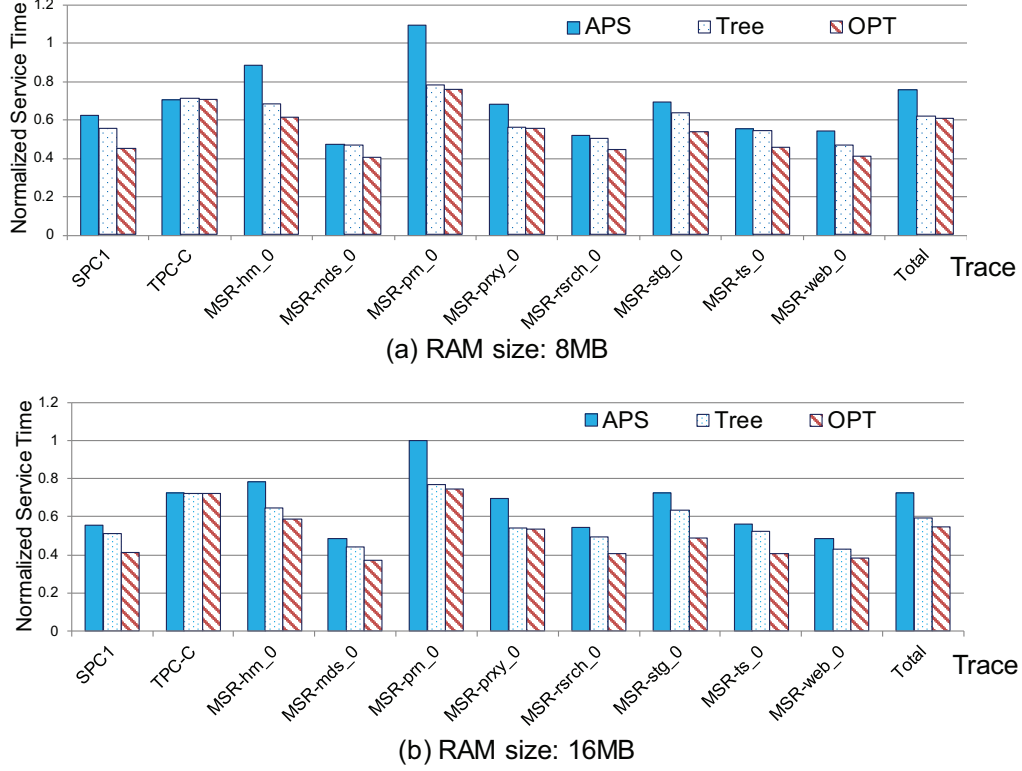 1.2
1
0.8
0.6
0.4
0.2
0
Normalized Service Time
APS Tree OPT
SPC1 TPC-C MSR-hm_0 MSR-mds_0 MSR-prn_0 MSR-prxy_0 MSR-rsrch_0 MSR-stg_0 MSR-ts_0 MSR-web_0 Total Trace
(a) RAM size: 8MB
1.2
1
0.8
0.6
0.4
0.2
0
Normalized Service Time
APS Tree OPT
SPC1 TPC-C MSR-hm_0 MSR-mds_0 MSR-prn_0 MSR-prxy_0 MSR-rsrch_0 MSR-stg_0 MSR-ts_0 MSR-web_0 Total Trace
(b) RAM size: 16MB